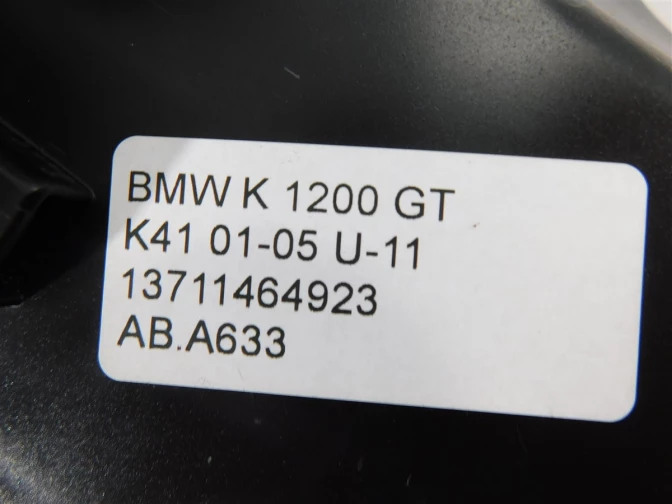 BMW K 1200 GT
K41 01-05 U-11
13711464923
AB.A633